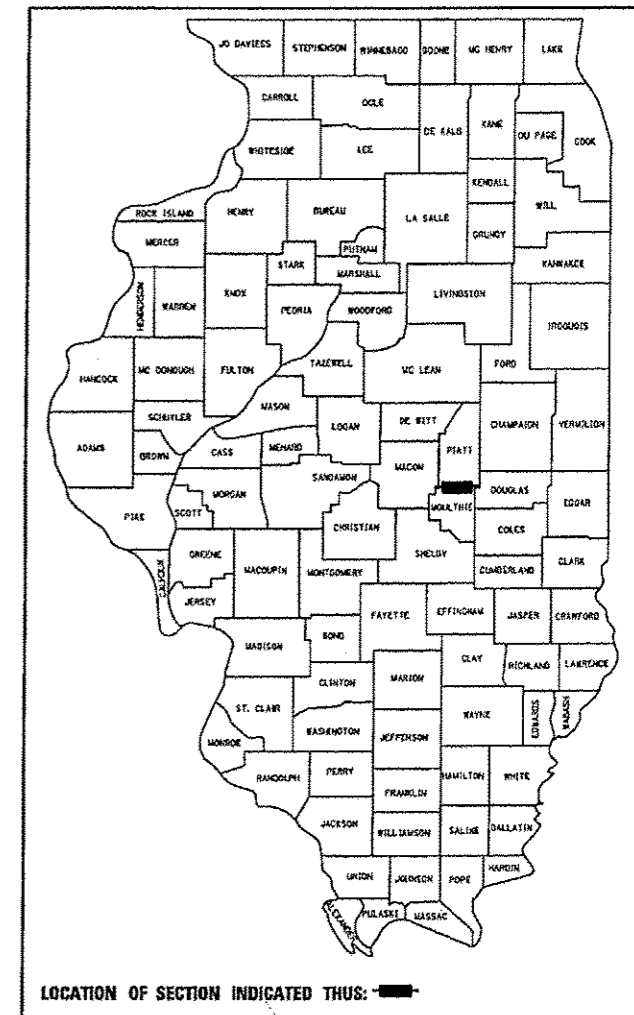 JO DAVIESS STEPHENSON WINNEBAGO BOONE MC HENRY LAKE
CARROLL OGLE DE KALB KANE DU PAGE COOK
WHITESIDE LEE KENDALL WILL
ROCK ISLAND HENRY BUREAU LA SALLE GRUNDY
MERCER PUTNAM KANKAKEE
STARK MARSHALL
HENDERSON WARREN KNOX PEORIA WOODFORD LIVINGSTON IROQUOIS
HANCOCK MC DONOUGH FULTON TAZEWELL MC LEAN FORD
SCHUYLER MASON LOGAN DE WITT CHAMPAIGN VERMILION
ADAMS BROWN CASS MENARD MACON PIATT
PIKE SCOTT MORGAN SANGAMON MOULTRIE DOUGLAS EDGAR
CHRISTIAN COLES
CALHOUN GREENE MACOUPIN MONTGOMERY SHELBY CUMBERLAND CLARK
JERSEY FAYETTE EFFINGHAM JASPER CRAWFORD
MADISON BOND CLAY RICHLAND LAWRENCE
CLINTON MARION WAYNE EDWARDS WABASH
ST. CLAIR WASHINGTON JEFFERSON
MONROE
RANDOLPH PERRY FRANKLIN HAMILTON WHITE
JACKSON WILLIAMSON SALINE GALLATIN
UNION JOHNSON POPE HARDIN
ALEXANDER PULASKI MASSAC
LOCATION OF SECTION INDICATED THUS: